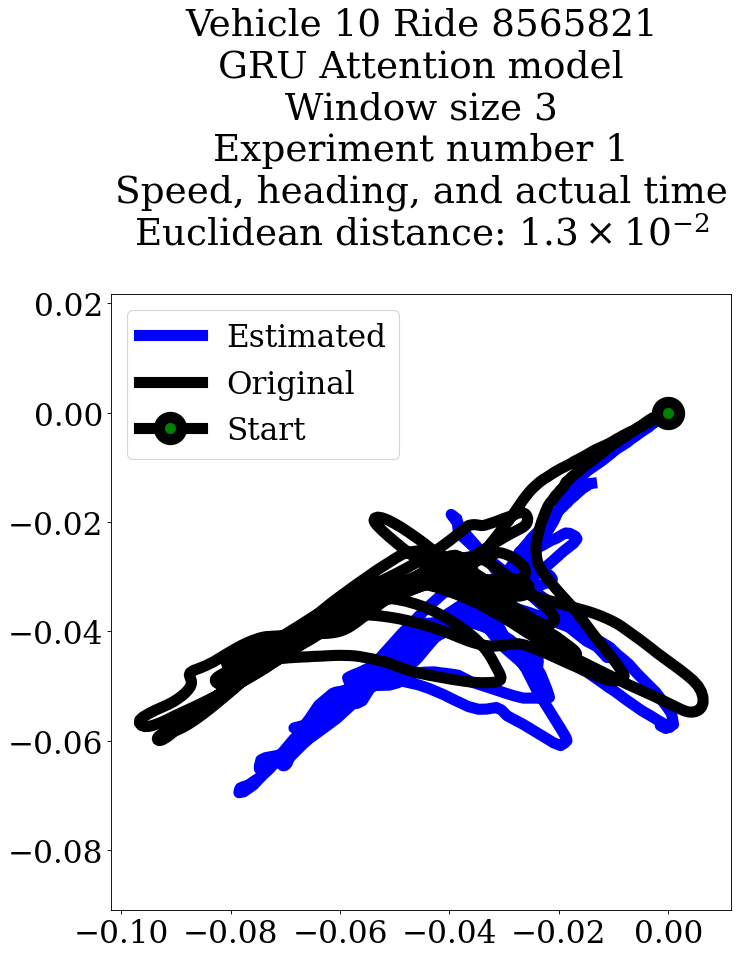 Vehicle 10 Ride 8565821
GRU Attention model
Window size 3
Experiment number 1
Speed, heading, and actual time
Euclidean distance: 1.3 × 10⁻²
0.02
0.00
−0.02
−0.04
−0.06
−0.08
Estimated
Original
Start
−0.10 −0.08 −0.06 −0.04 −0.02 0.00